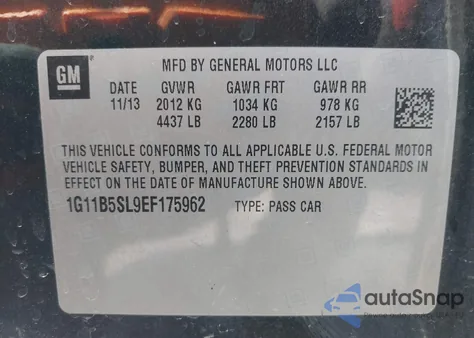 GM
MFD BY GENERAL MOTORS LLC
DATE GVWR GAWR FRT GAWR RR
11/13 2012 KG 1034 KG 978 KG
4437 LB 2280 LB 2157 LB
THIS VEHICLE CONFORMS TO ALL APPLICABLE U.S. FEDERAL MOTOR
VEHICLE SAFETY, BUMPER, AND THEFT PREVENTION STANDARDS IN
EFFECT ON THE DATE OF MANUFACTURE SHOWN ABOVE.
1G11B5SL9EF175962 TYPE: PASS CAR
autoSnap